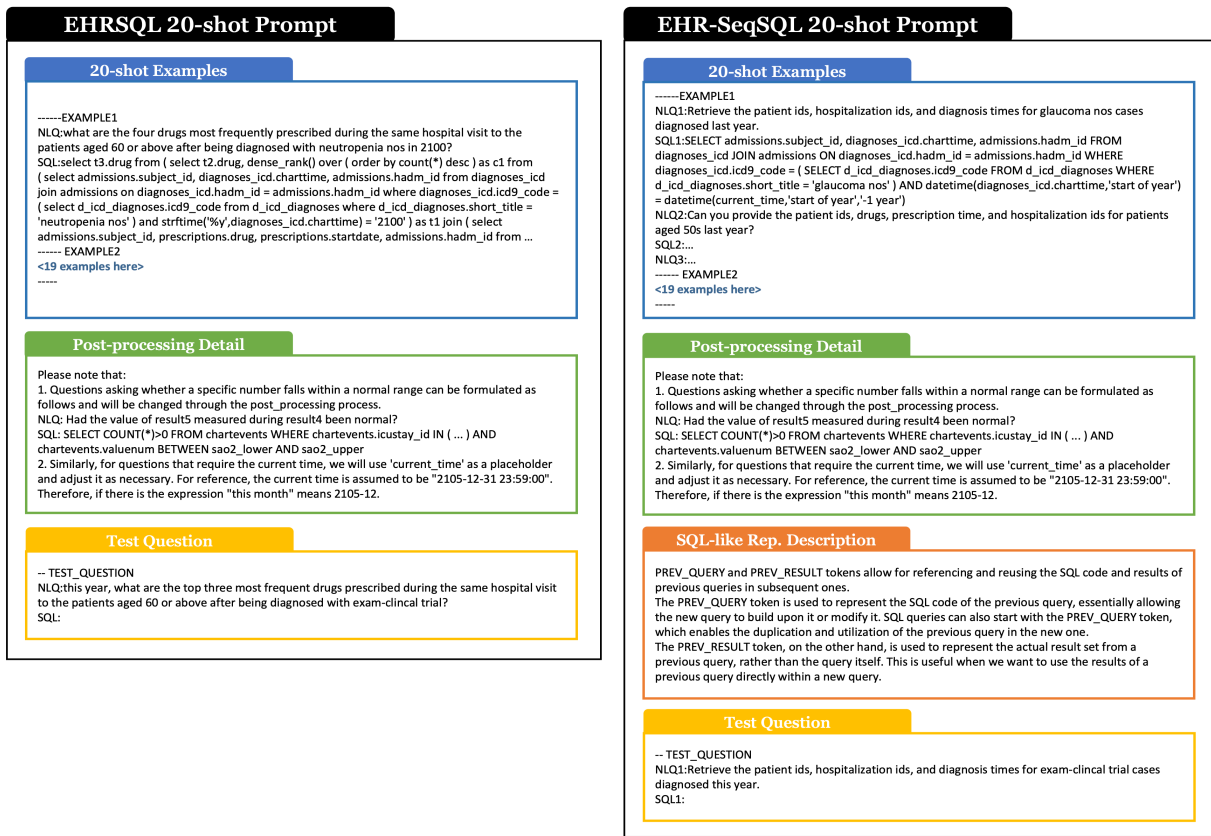 EHRSQL 20-shot Prompt
20-shot Examples
------EXAMPLE1
NLQ:what are the four drugs most frequently prescribed during the same hospital visit to the
patients aged 60 or above after being diagnosed with neutropenia nos in 2100?
SQL:select t3.drug from ( select t2.drug, dense_rank() over ( order by count(*) desc ) as c1 from
( select admissions.subject_id, diagnoses_icd.charttime, admissions.hadm_id from diagnoses_icd
join admissions on diagnoses_icd.hadm_id = admissions.hadm_id where diagnoses_icd.icd9_code =
( select d_icd_diagnoses.icd9_code from d_icd_diagnoses where d_icd_diagnoses.short_title =
'neutropenia nos' ) and strftime('%y',diagnoses_icd.charttime) = '2100' ) as t1 join ( select
admissions.subject_id, prescriptions.drug, prescriptions.startdate, admissions.hadm_id from ...
------ EXAMPLE2
<19 examples here>
-----
Post-processing Detail
Please note that:
1. Questions asking whether a specific number falls within a normal range can be formulated as
follows and will be changed through the post_processing process.
NLQ: Had the value of result5 measured during result4 been normal?
SQL: SELECT COUNT(*)>0 FROM chartevents WHERE chartevents.icustay_id IN ( ... ) AND
chartevents.valuenum BETWEEN sao2_lower AND sao2_upper
2. Similarly, for questions that require the current time, we will use 'current_time' as a placeholder
and adjust it as necessary. For reference, the current time is assumed to be "2105-12-31 23:59:00".
Therefore, if there is the expression "this month" means 2105-12.
Test Question
-- TEST_QUESTION
NLQ:this year, what are the top three most frequent drugs prescribed during the same hospital visit
to the patients aged 60 or above after being diagnosed with exam-clincal trial?
SQL:
EHR-SeqSQL 20-shot Prompt
20-shot Examples
------EXAMPLE1
NLQ1:Retrieve the patient ids, hospitalization ids, and diagnosis times for glaucoma nos cases
diagnosed last year.
SQL1:SELECT admissions.subject_id, diagnoses_icd.charttime, admissions.hadm_id FROM
diagnoses_icd JOIN admissions ON diagnoses_icd.hadm_id = admissions.hadm_id WHERE
diagnoses_icd.icd9_code = ( SELECT d_icd_diagnoses.icd9_code FROM d_icd_diagnoses WHERE
d_icd_diagnoses.short_title = 'glaucoma nos' ) AND datetime(diagnoses_icd.charttime,'start of year')
= datetime(current_time,'start of year','-1 year')
NLQ2:Can you provide the patient ids, drugs, prescription time, and hospitalization ids for patients
aged 50s last year?
SQL2:...
NLQ3:...
------ EXAMPLE2
<19 examples here>
-----
Post-processing Detail
Please note that:
1. Questions asking whether a specific number falls within a normal range can be formulated as
follows and will be changed through the post_processing process.
NLQ: Had the value of result5 measured during result4 been normal?
SQL: SELECT COUNT(*)>0 FROM chartevents WHERE chartevents.icustay_id IN ( ... ) AND
chartevents.valuenum BETWEEN sao2_lower AND sao2_upper
2. Similarly, for questions that require the current time, we will use 'current_time' as a placeholder
and adjust it as necessary. For reference, the current time is assumed to be "2105-12-31 23:59:00".
Therefore, if there is the expression "this month" means 2105-12.
SQL-like Rep. Description
PREV_QUERY and PREV_RESULT tokens allow for referencing and reusing the SQL code and results of
previous queries in subsequent ones.
The PREV_QUERY token is used to represent the SQL code of the previous query, essentially allowing
the new query to build upon it or modify it. SQL queries can also start with the PREV_QUERY token,
which enables the duplication and utilization of the previous query in the new one.
The PREV_RESULT token, on the other hand, is used to represent the actual result set from a
previous query, rather than the query itself. This is useful when we want to use the results of a
previous query directly within a new query.
Test Question
-- TEST_QUESTION
NLQ1:Retrieve the patient ids, hospitalization ids, and diagnosis times for exam-clincal trial cases
diagnosed this year.
SQL1: